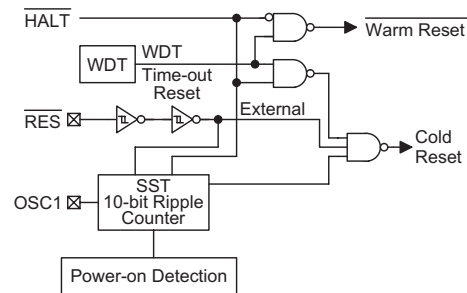 HALT
Warm Reset
WDT
WDT
Time-out
Reset
RES
External
Cold
Reset
OSC1
SST
10-bit Ripple
Counter
Power-on Detection